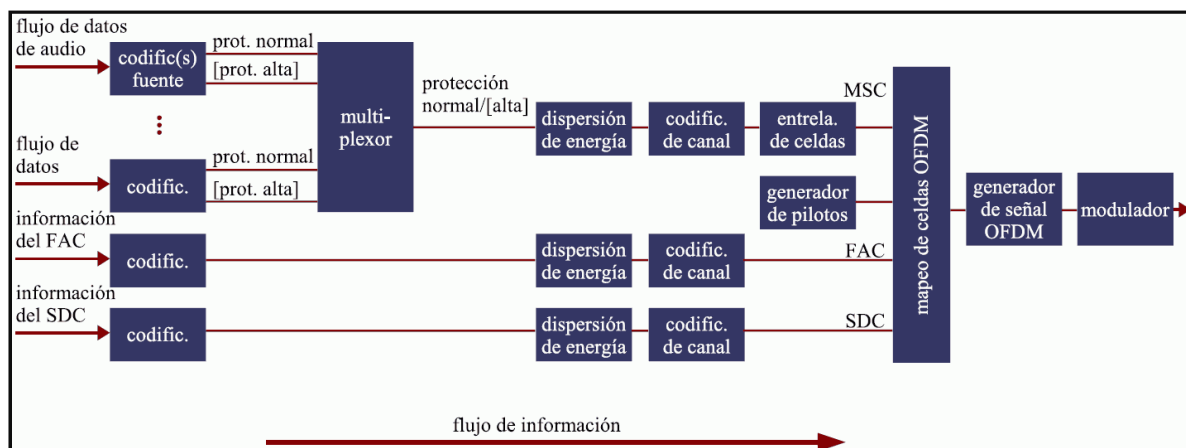 flujo de datos
de audio
codific(s)
fuente
prot. normal
[prot. alta]
flujo de
datos
codific.
prot. normal
[prot. alta]
multi-
plexor
protección
normal/[alta]
dispersión
de energía
codific.
de canal
entrela.
de celdas
MSC
generador
de pilotos
información
del FAC
codific.
dispersión
de energía
codific.
de canal
FAC
información
del SDC
codific.
dispersión
de energía
codific.
de canal
SDC
mapeo de celdas OFDM
generador
de señal
OFDM
modulador
flujo de información